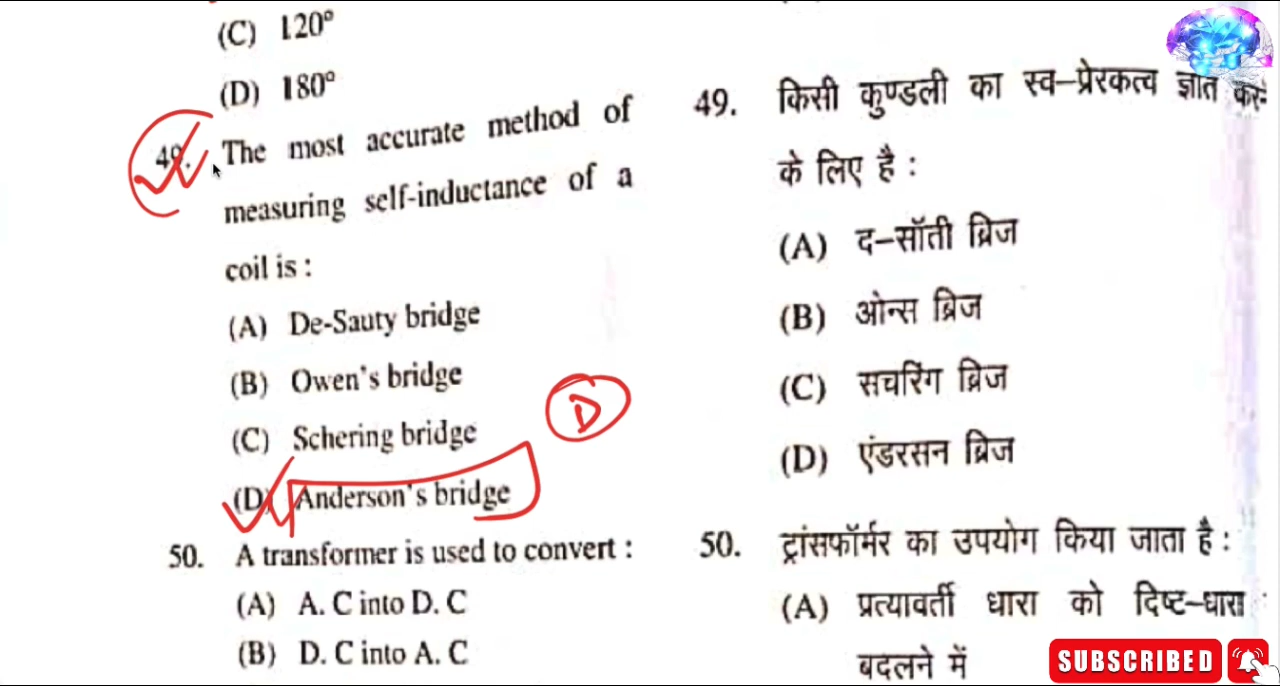 (C) 120°
(D) 180°
49. The most accurate method of
measuring self-inductance of a
coil is :
(A) De-Sauty bridge
(B) Owen's bridge
(C) Schering bridge
(D) Anderson's bridge
D
50. A transformer is used to convert :
(A) A. C into D. C
(B) D. C into A. C
49. किसी कुण्डली का स्व-प्रेरकत्व ज्ञात
के लिए है :
(A) द-सॉती ब्रिज
(B) ओन्स ब्रिज
(C) सचरिंग ब्रिज
(D) एंडरसन ब्रिज
50. ट्रांसफॉर्मर का उपयोग किया जाता है :
(A) प्रत्यावर्ती धारा को दिष्ट-धारा
बदलने में
SUBSCRIBED